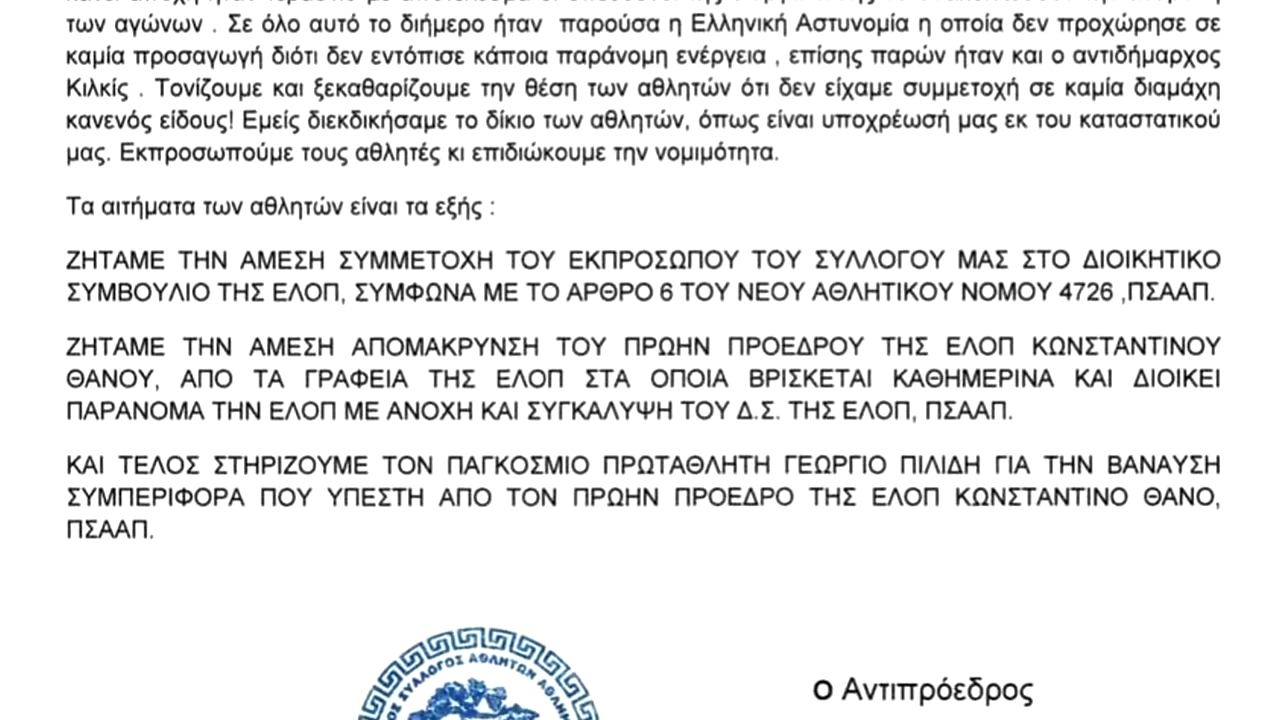 των αγώνων . Σε όλο αυτό το διήμερο ήταν παρούσα η Ελληνική Αστυνομία η οποία δεν προχώρησε σε
καμία προσαγωγή διότι δεν εντόπισε κάποια παράνομη ενέργεια , επίσης παρών ήταν και ο αντιδήμαρχος
Κιλκίς . Τονίζουμε και ξεκαθαρίζουμε την θέση των αθλητών ότι δεν είχαμε συμμετοχή σε καμία διαμάχη
κανενός είδους! Εμείς διεκδικήσαμε το δίκιο των αθλητών, όπως είναι υποχρέωσή μας εκ του καταστατικού
μας. Εκπροσωπούμε τους αθλητές κι επιδιώκουμε την νομιμότητα.
Τα αιτήματα των αθλητών είναι τα εξής :
ΖΗΤΑΜΕ ΤΗΝ ΑΜΕΣΗ ΣΥΜΜΕΤΟΧΗ ΤΟΥ ΕΚΠΡΟΣΩΠΟΥ ΤΟΥ ΣΥΛΛΟΓΟΥ ΜΑΣ ΣΤΟ ΔΙΟΙΚΗΤΙΚΟ
ΣΥΜΒΟΥΛΙΟ ΤΗΣ ΕΛΟΠ, ΣΥΜΦΩΝΑ ΜΕ ΤΟ ΑΡΘΡΟ 6 ΤΟΥ ΝΕΟΥ ΑΘΛΗΤΙΚΟΥ ΝΟΜΟΥ 4726 ,ΠΣΑΑΠ.
ΖΗΤΑΜΕ ΤΗΝ ΑΜΕΣΗ ΑΠΟΜΑΚΡΥΝΣΗ ΤΟΥ ΠΡΩΗΝ ΠΡΟΕΔΡΟΥ ΤΗΣ ΕΛΟΠ ΚΩΝΣΤΑΝΤΙΝΟΥ
ΘΑΝΟΥ, ΑΠΟ ΤΑ ΓΡΑΦΕΙΑ ΤΗΣ ΕΛΟΠ ΣΤΑ ΟΠΟΙΑ ΒΡΙΣΚΕΤΑΙ ΚΑΘΗΜΕΡΙΝΑ ΚΑΙ ΔΙΟΙΚΕΙ
ΠΑΡΑΝΟΜΑ ΤΗΝ ΕΛΟΠ ΜΕ ΑΝΟΧΗ ΚΑΙ ΣΥΓΚΑΛΥΨΗ ΤΟΥ Δ.Σ. ΤΗΣ ΕΛΟΠ, ΠΣΑΑΠ.
ΚΑΙ ΤΕΛΟΣ ΣΤΗΡΙΖΟΥΜΕ ΤΟΝ ΠΑΓΚΟΣΜΙΟ ΠΡΩΤΑΘΛΗΤΗ ΓΕΩΡΓΙΟ ΠΙΛΙΔΗ ΓΙΑ ΤΗΝ ΒΑΝΑΥΣΗ
ΣΥΜΠΕΡΙΦΟΡΑ ΠΟΥ ΥΠΕΣΤΗ ΑΠΟ ΤΟΝ ΠΡΩΗΝ ΠΡΟΕΔΡΟ ΤΗΣ ΕΛΟΠ ΚΩΝΣΤΑΝΤΙΝΟ ΘΑΝΟ,
ΠΣΑΑΠ.
ΣΥΛΛΟΓΟΣ ΑΘΛΗΤΩΝ
Ο Αντιπρόεδρος